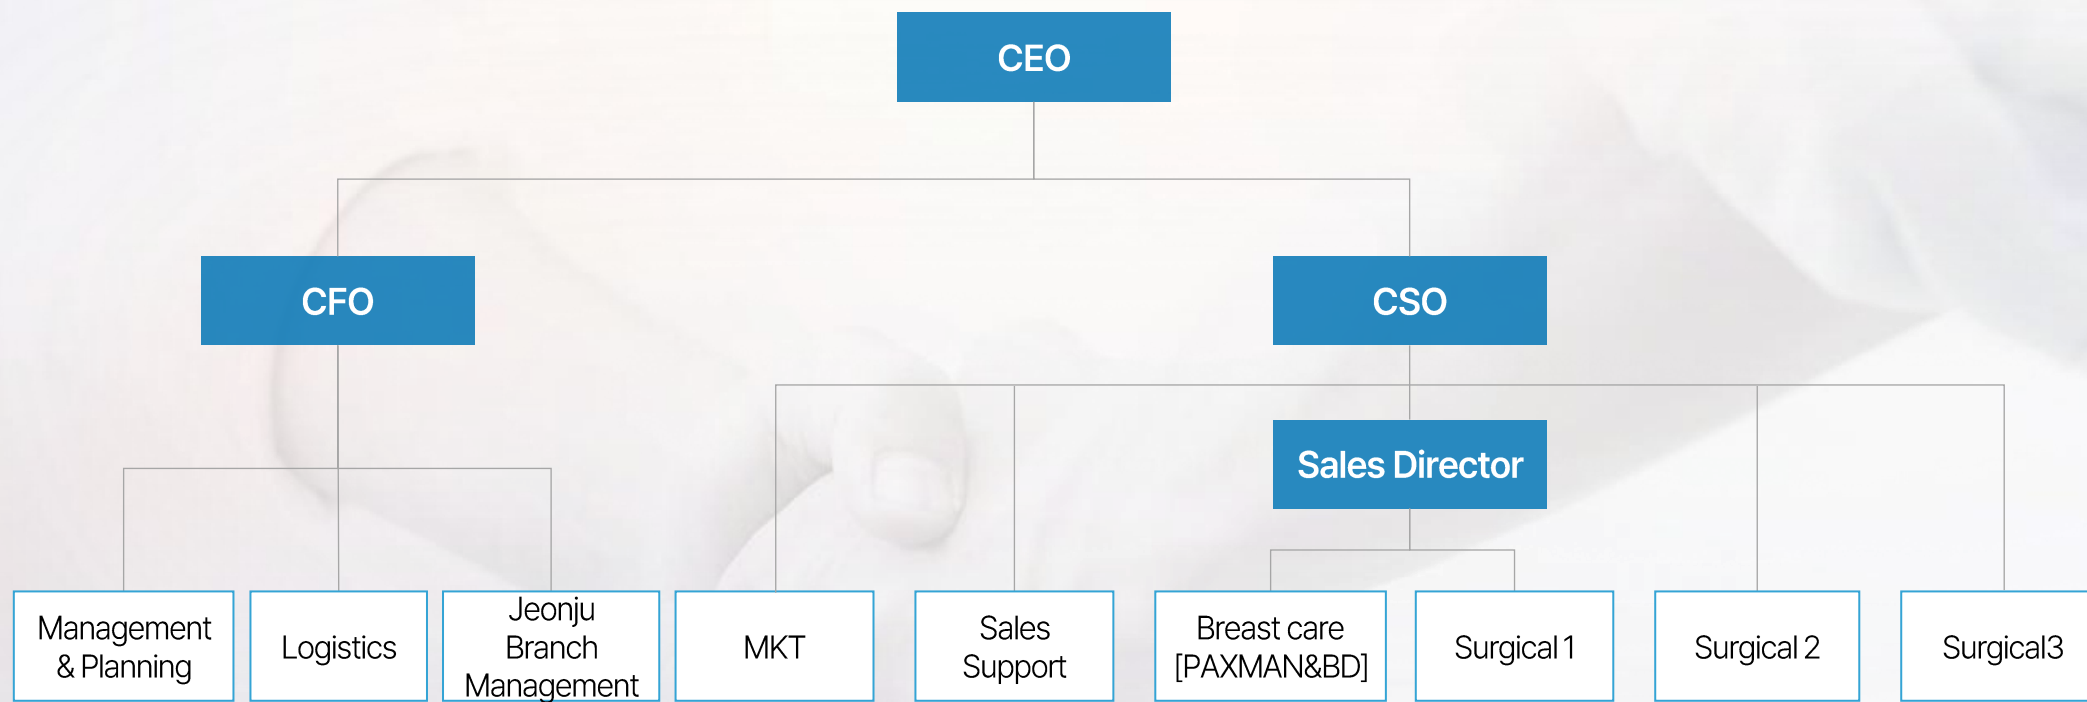 CEO
CFO
CSO
Sales Director
Management
& Planning
Logistics
Jeonju
Branch
Management
MKT
Sales
Support
Breast care
[PAXMAN&BD]
Surgical 1
Surgical 2
Surgical3